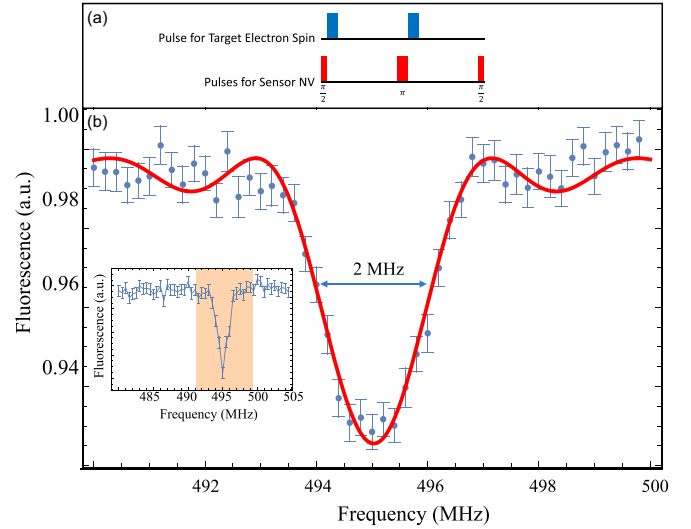 (a)
Pulse for Target Electron Spin
Pulses for Sensor NV
π/2 π π/2
(b)
1.00
0.98
0.96
0.94
Fluorescence (a.u.)
2 MHz
Fluorescence (a.u.)
485 490 495 500 505
Frequency (MHz)
492 494 496 498 500
Frequency (MHz)